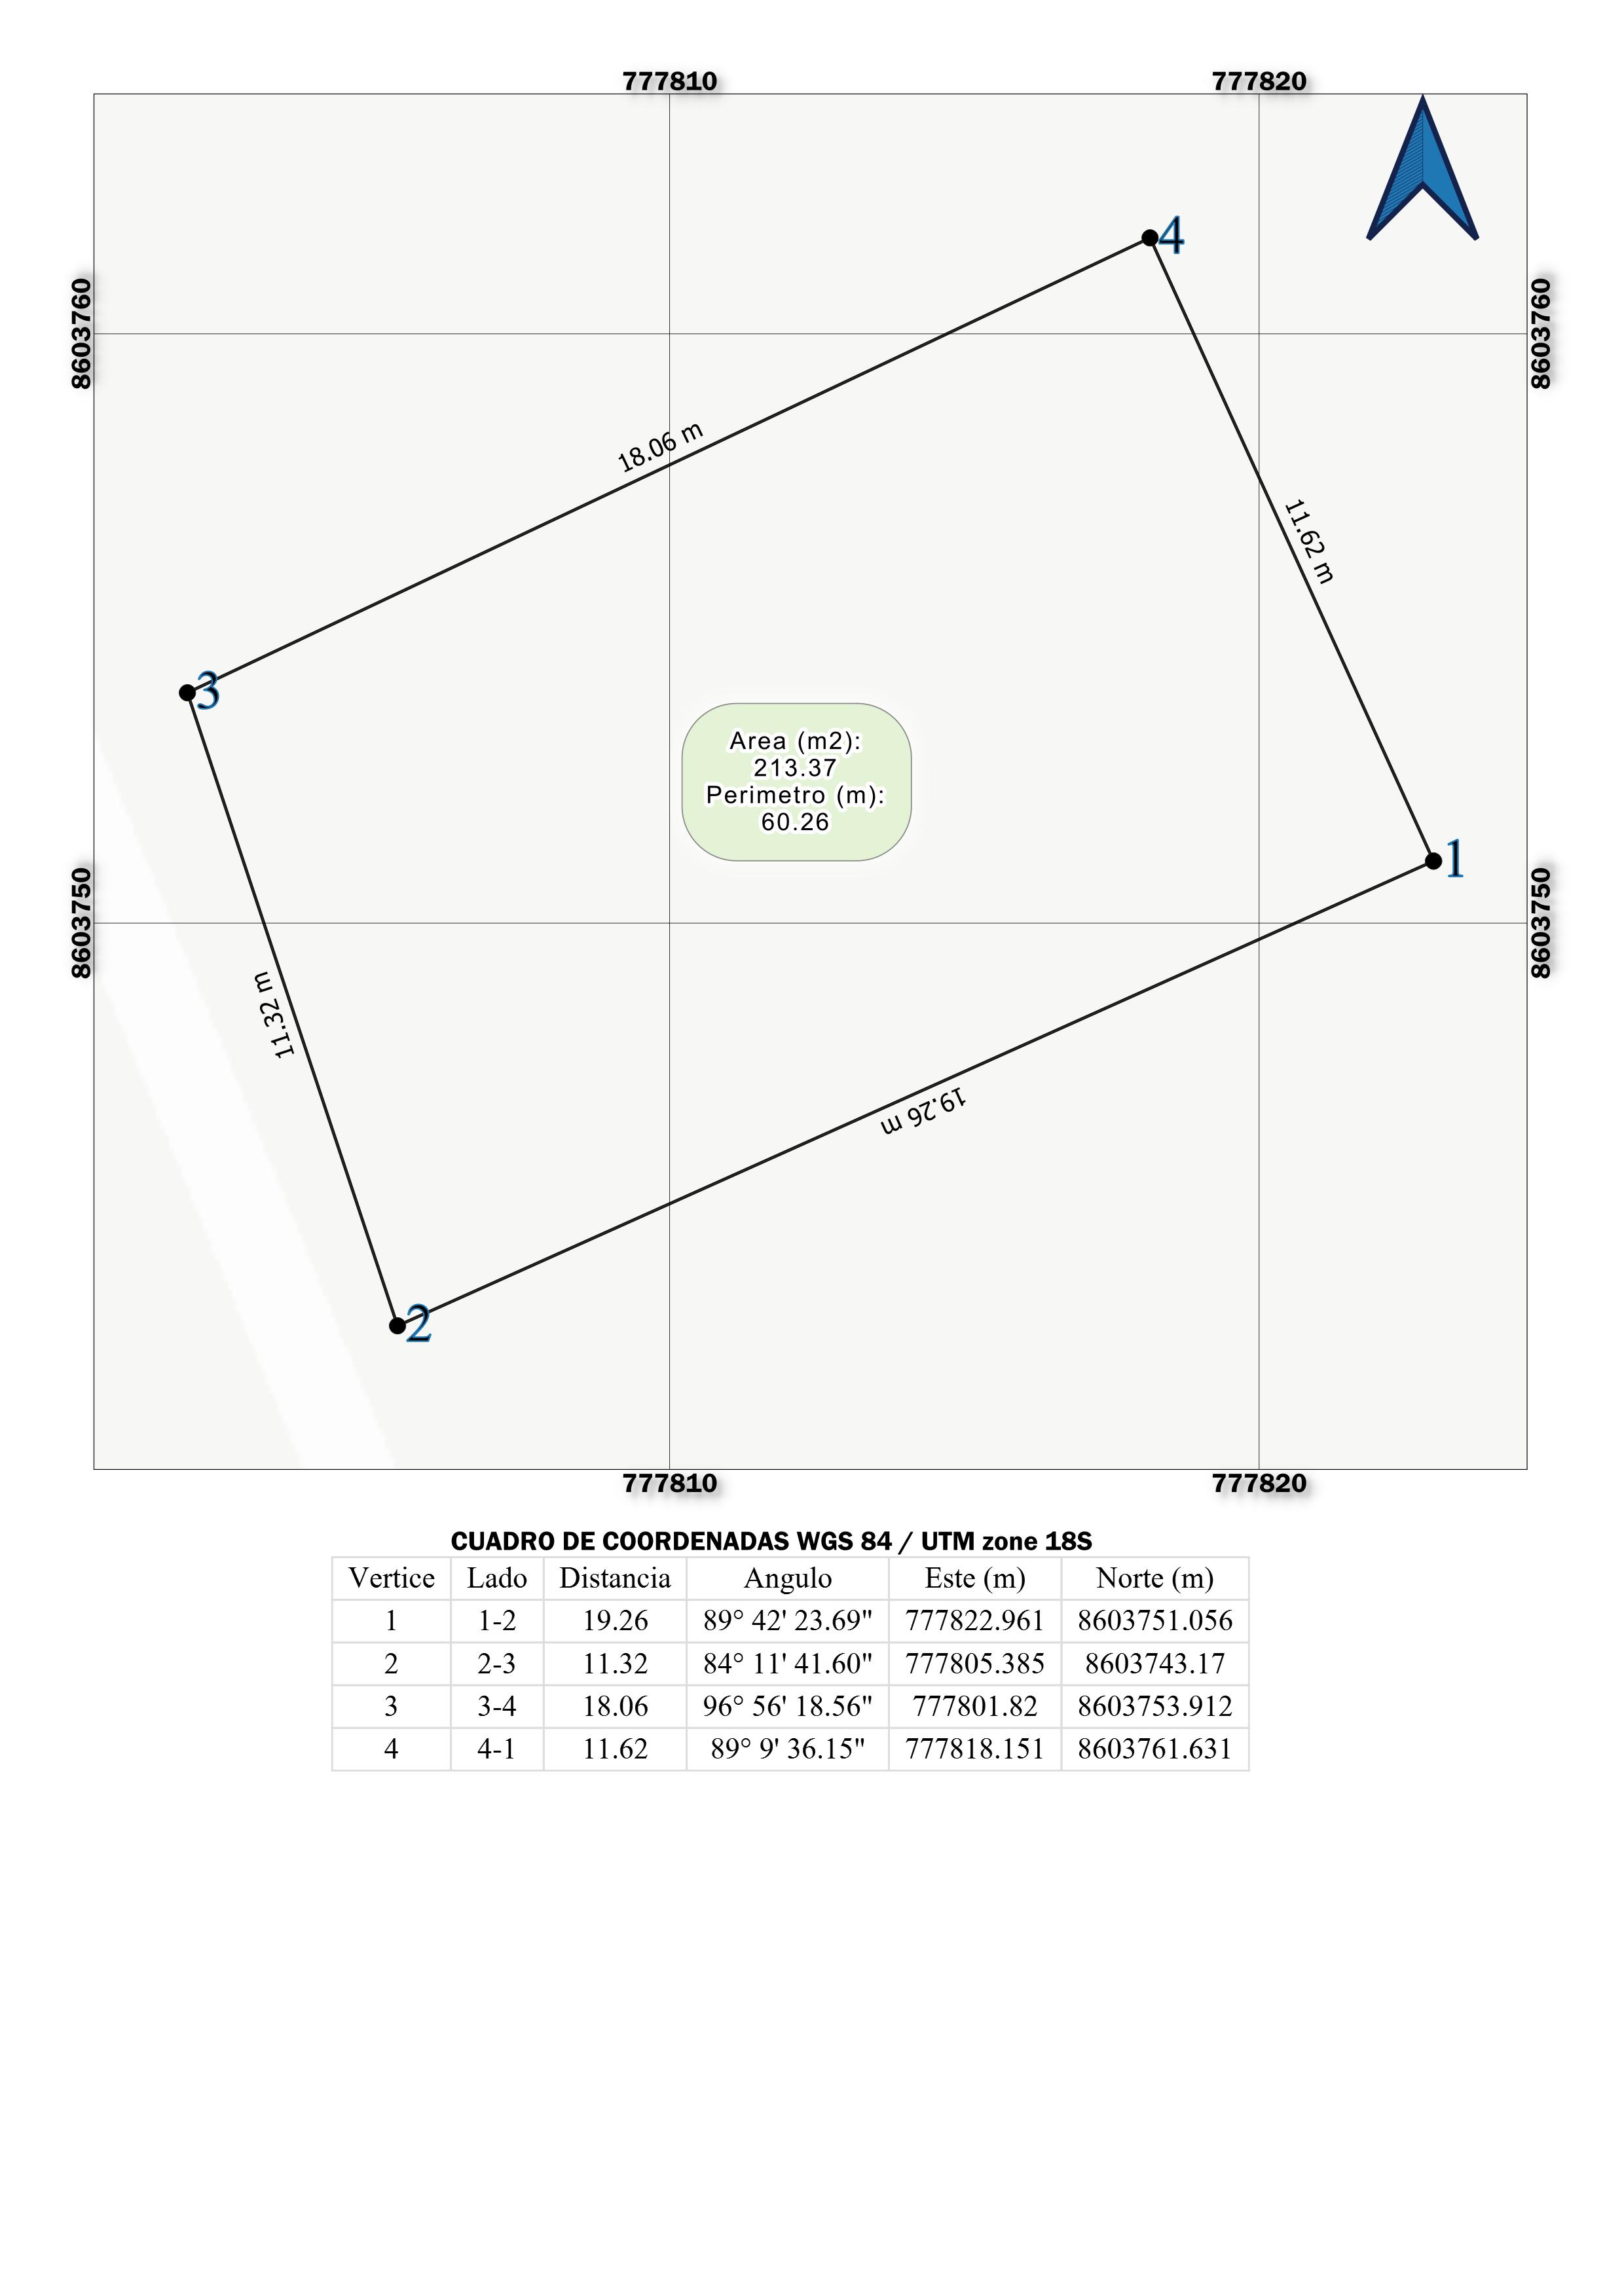 777810 777820
8603760 8603760
4
18.06 m
11.62 m
3
Area (m2):
213.37
Perimetro (m):
60.26
1
8603750 8603750
11.32 m
19.26 m
2
777810 777820
CUADRO DE COORDENADAS WGS 84 / UTM zone 18S
Vertice Lado Distancia Angulo Este (m) Norte (m)
1 1-2 19.26 89° 42' 23.69" 777822.961 8603751.056
2 2-3 11.32 84° 11' 41.60" 777805.385 8603743.17
3 3-4 18.06 96° 56' 18.56" 777801.82 8603753.912
4 4-1 11.62 89° 9' 36.15" 777818.151 8603761.631